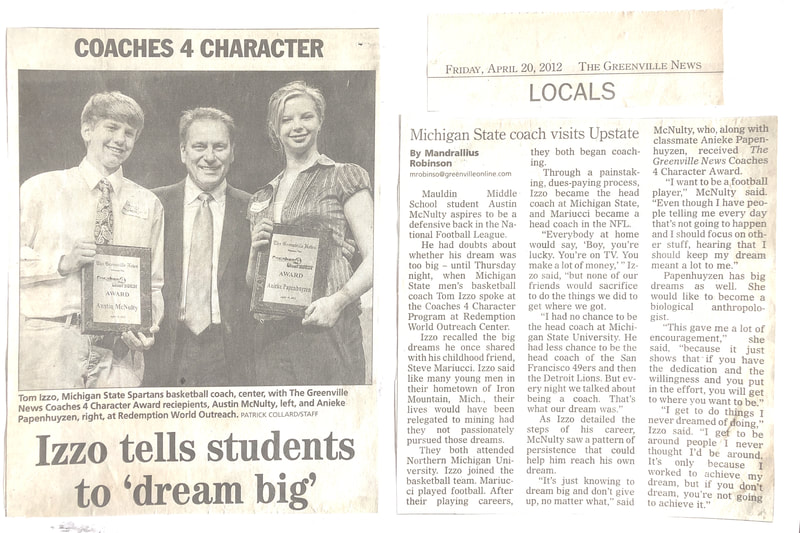 COACHES 4 CHARACTER
The Greenville News
AWARD
Austin McNulty
The Greenville News
AWARD
Anieke Papenhuyzen
Tom Izzo, Michigan State Spartans basketball coach, center, with The Greenville
News Coaches 4 Character Award reciepients, Austin McNulty, left, and Anieke
Papenhuyzen, right, at Redemption World Outreach. PATRICK COLLARD/STAFF
Izzo tells students
to ‘dream big’
FRIDAY, APRIL 20, 2012 THE GREENVILLE NEWS
LOCALS
Michigan State coach visits Upstate
By Mandrallius
Robinson
mrobinso@greenvilleonline.com
Mauldin Middle
School student Austin
McNulty aspires to be a
defensive back in the Na-
tional Football League.
He had doubts about
whether his dream was
too big – until Thursday
night, when Michigan
State men's basketball
coach Tom Izzo spoke at
the Coaches 4 Character
Program at Redemption
World Outreach Center.
Izzo recalled the big
dreams he once shared
with his childhood friend,
Steve Mariucci. Izzo said
like many young men in
their hometown of Iron
Mountain, Mich., their
lives would have been
relegated to mining had
they not passionately
pursued those dreams.
They both attended
Northern Michigan Uni-
versity. Izzo joined the
basketball team. Mariuc-
ci played football. After
their playing careers,
they both began coach-
ing.
Through a painstak-
ing, dues-paying process,
Izzo became the head
coach at Michigan State,
and Mariucci became a
head coach in the NFL.
“Everybody at home
would say, ‘Boy, you're
lucky. You're on TV. You
make a lot of money,’ ” Iz-
zo said, “but none of our
friends would sacrifice
to do the things we did to
get where we got.
“I had no chance to be
the head coach at Michi-
gan State University. He
had less chance to be the
head coach of the San
Francisco 49ers and then
the Detroit Lions. But ev-
ery night we talked about
being a coach. That's
what our dream was.”
As Izzo detailed the
steps of his career,
McNulty saw a pattern of
persistence that could
help him reach his own
dream.
“It's just knowing to
dream big and don't give
up, no matter what,” said
McNulty, who, along with
classmate Anieke Papen-
huyzen, received The
Greenville News Coaches
4 Character Award.
“I want to be a football
player,” McNulty said.
“Even though I have peo-
ple telling me every day
that's not going to happen
and I should focus on oth-
er stuff, hearing that I
should keep my dream
meant a lot to me.”
Papenhuyzen has big
dreams as well. She
would like to become a
biological anthropolo-
gist.
“This gave me a lot of
encouragement,” she
said, “because it just
shows that if you have
the dedication and the
willingness and you put
in the effort, you will get
to where you want to be.”
“I get to do things I
never dreamed of doing,”
Izzo said. “I get to be
around people I never
thought I'd be around.
It's only because I
worked to achieve my
dream, but if you don't
dream, you're not going
to achieve it.”